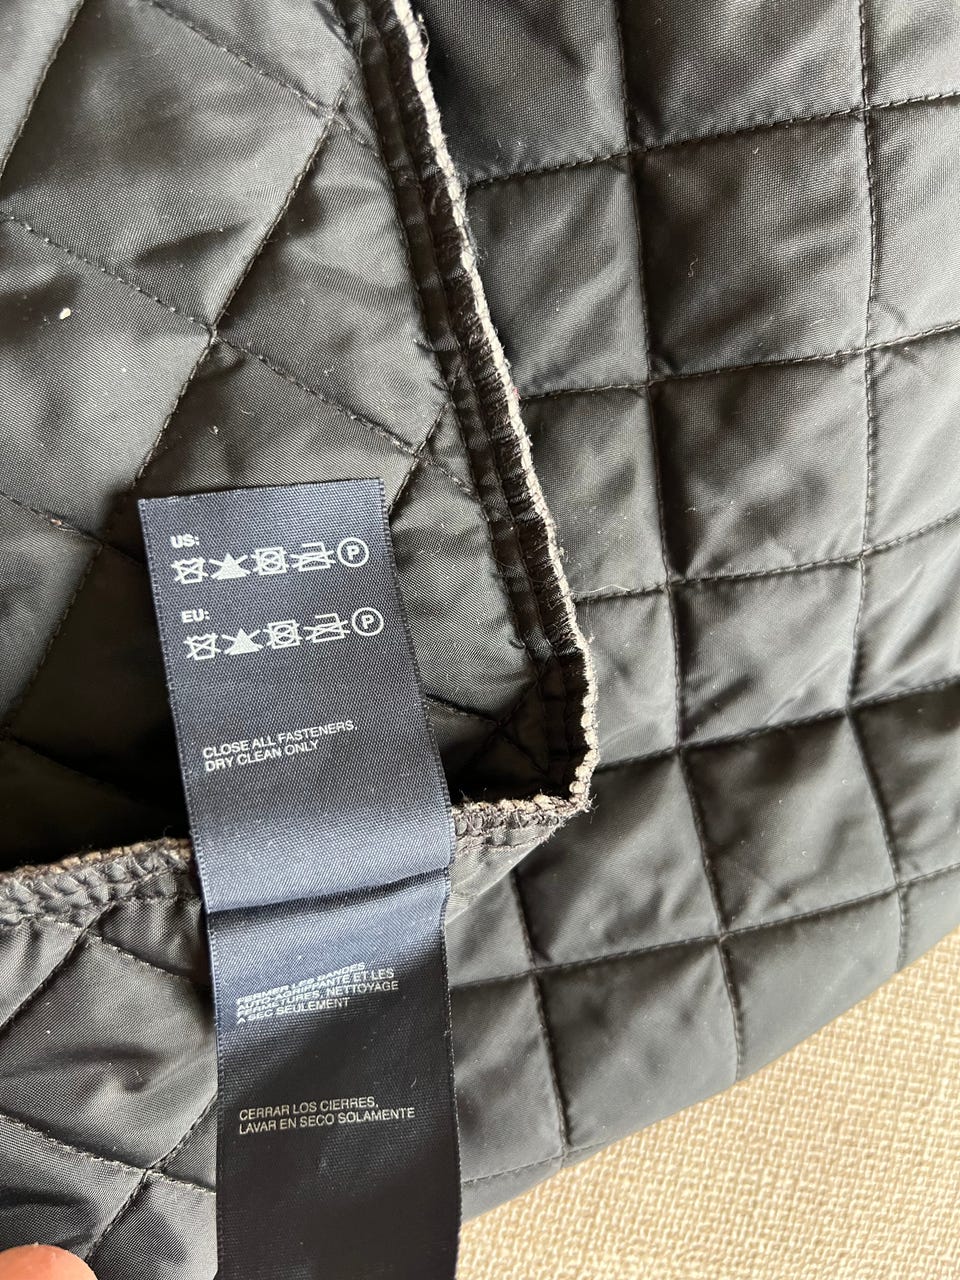 US:
P
EU:
P
CLOSE ALL FASTENERS.
DRY CLEAN ONLY
FERMER LES BANDES
AUTO-AGRIPPANTE ET LES
FERMETURES, NETTOYAGE
A SEC SEULEMENT
CERRAR LOS CIERRES,
LAVAR EN SECO SOLAMENTE